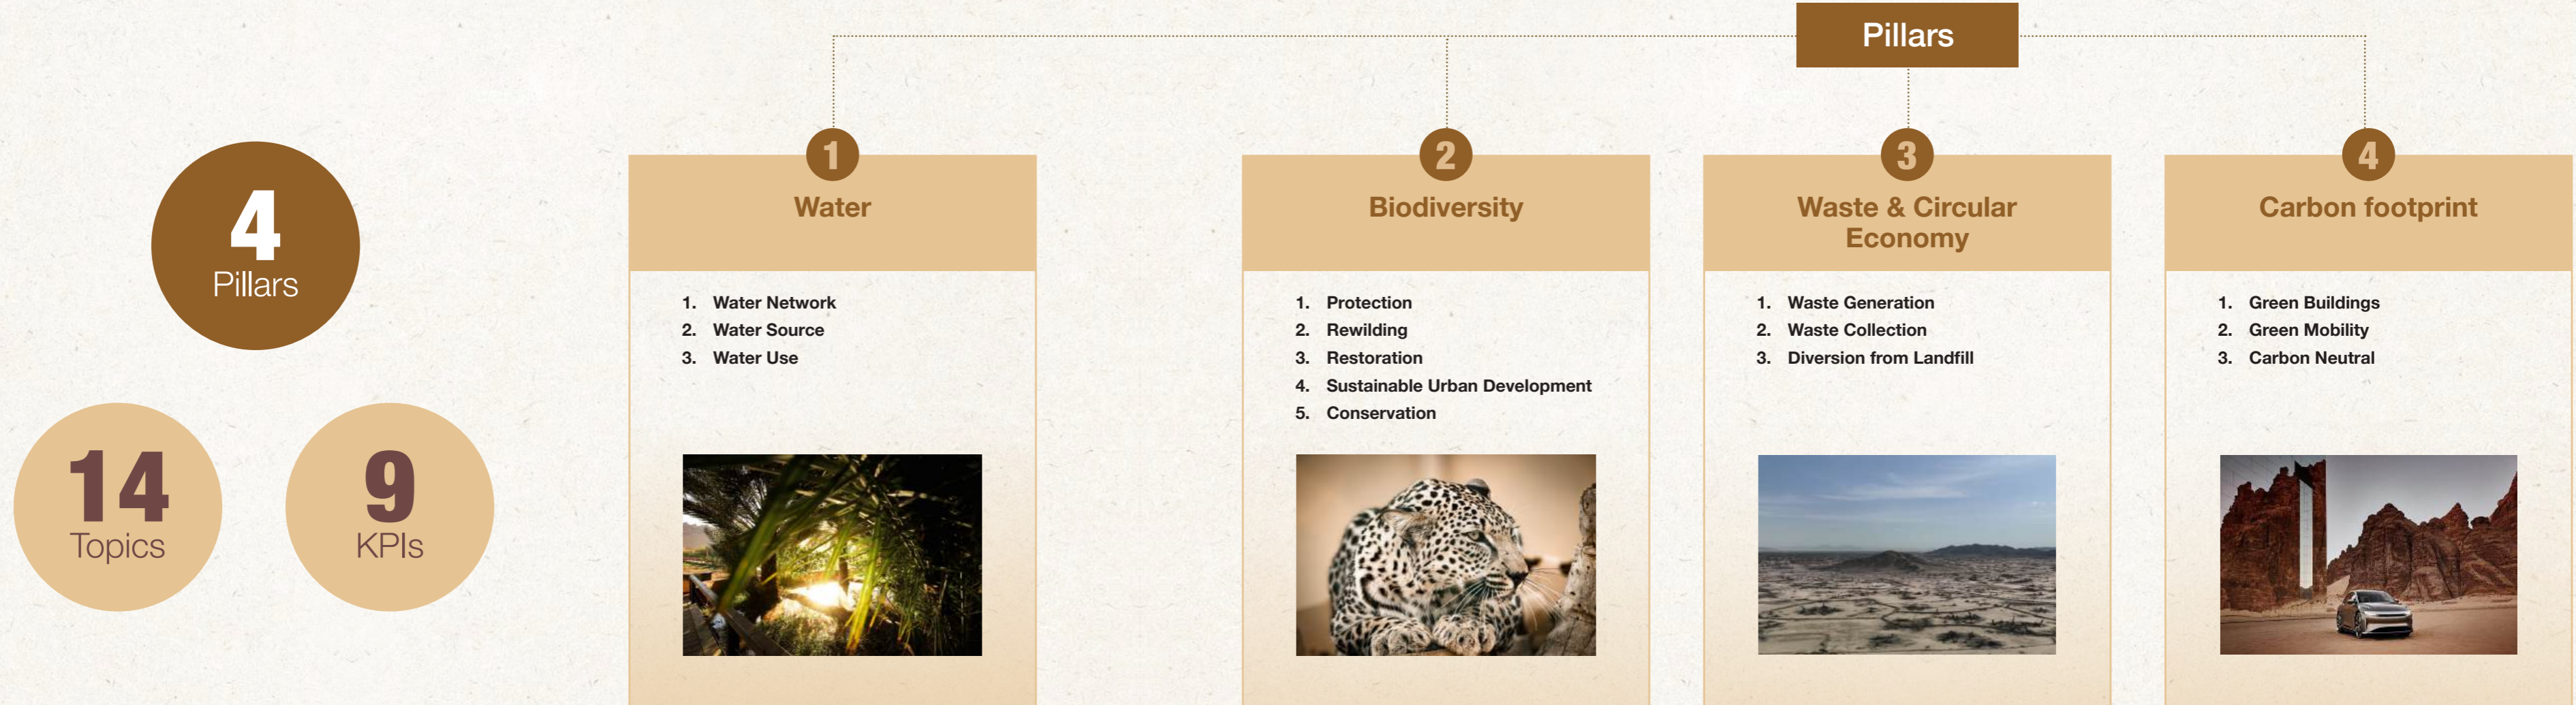 Pillars
4
Pillars
14
Topics
9
KPIs
1
Water
1. Water Network
2. Water Source
3. Water Use
2
Biodiversity
1. Protection
2. Rewilding
3. Restoration
4. Sustainable Urban Development
5. Conservation
3
Waste & Circular
Economy
1. Waste Generation
2. Waste Collection
3. Diversion from Landfill
4
Carbon footprint
1. Green Buildings
2. Green Mobility
3. Carbon Neutral